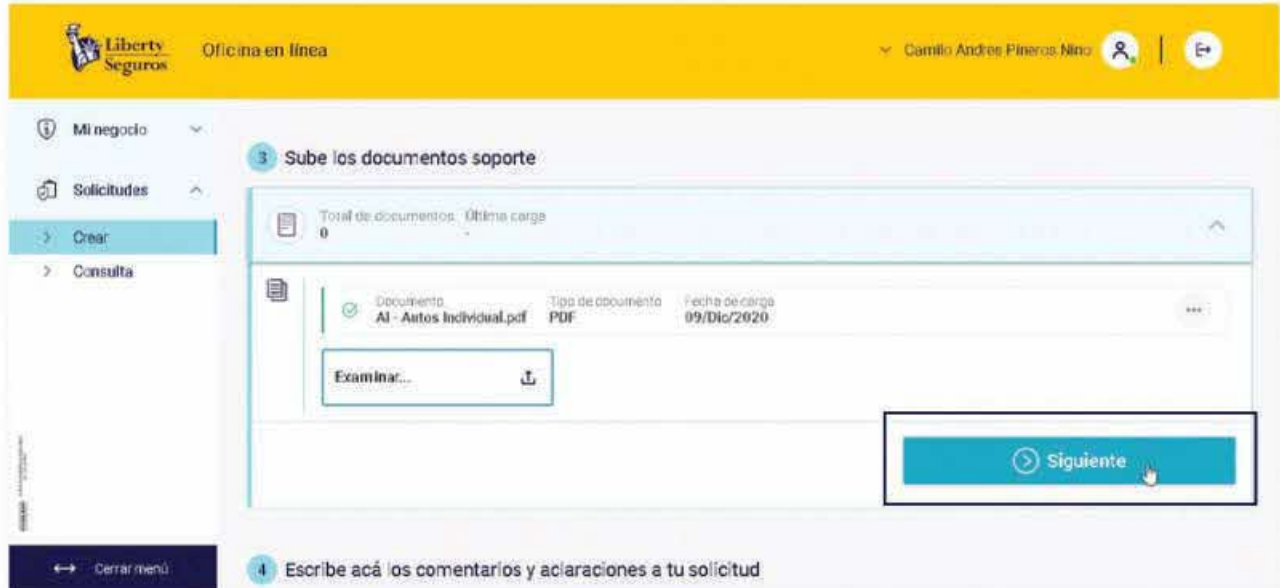 Liberty
Seguros
Oficina en línea
Camilo Andres Pineros Nino
Mi negocio
Solicitudes
Crear
Consulta
3 Sube los documentos soporte
Total de documentos Última carga
0 -
Documento Tipo de documento Fecha de carga
AI - Autos Individual.pdf PDF 09/Dic/2020
Examinar...
Siguiente
Cerrar menú
4 Escribe acá los comentarios y aclaraciones a tu solicitud